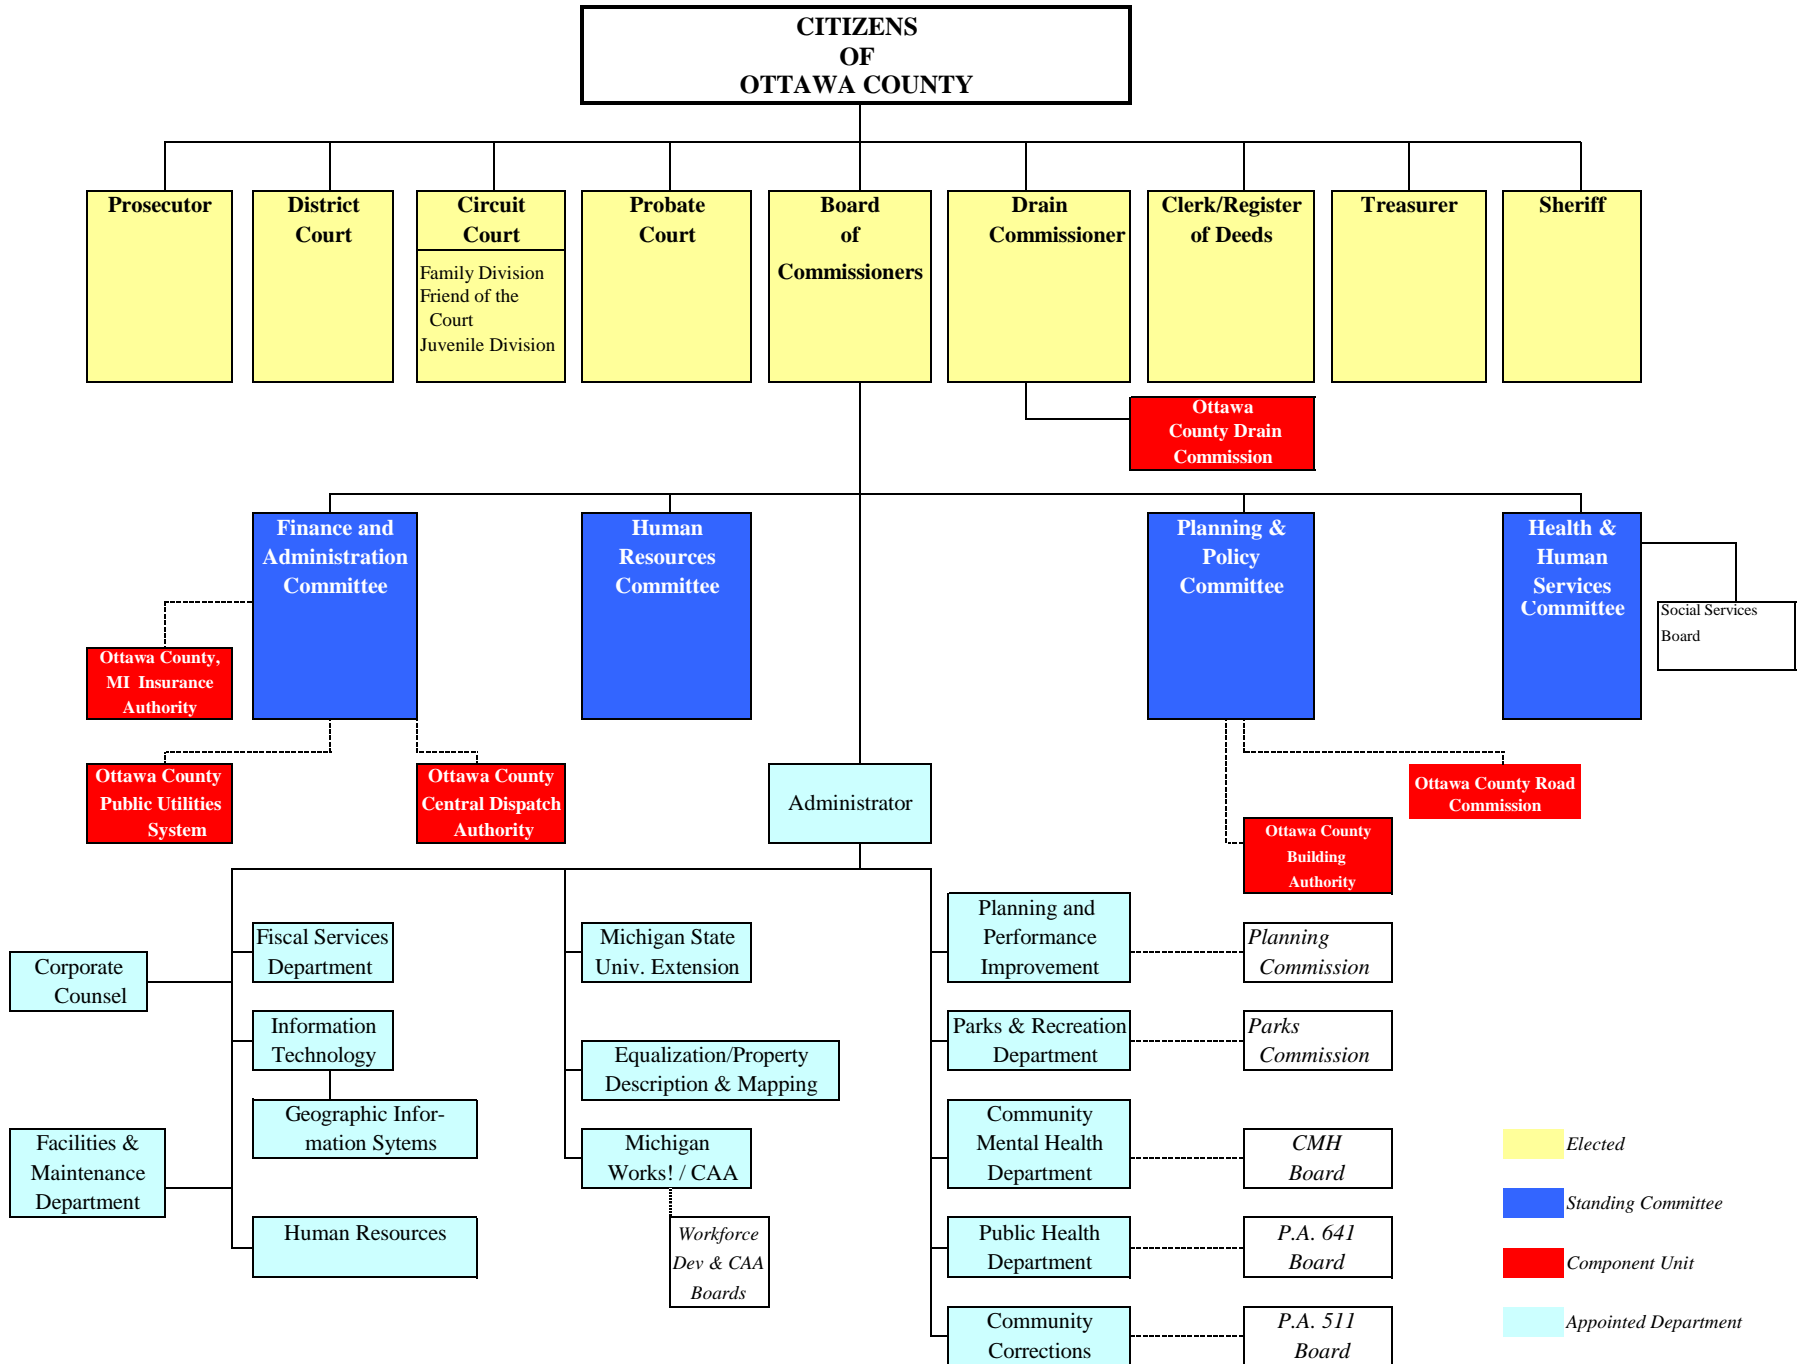 CITIZENS
OF
OTTAWA COUNTY
Prosecutor
District
Court
Circuit
Court
Family Division
Friend of the
Court
Juvenile Division
Probate
Court
Board
of
Commissioners
Drain
Commissioner
Clerk/Register
of Deeds
Treasurer
Sheriff
Ottawa
County Drain
Commission
Finance and
Administration
Committee
Human
Resources
Committee
Planning &
Policy
Committee
Health &
Human
Services
Committee
Social Services
Board
Ottawa County,
MI Insurance
Authority
Ottawa County
Public Utilities
System
Ottawa County
Central Dispatch
Authority
Administrator
Ottawa County Road
Commission
Ottawa County
Building
Authority
Corporate
Counsel
Fiscal Services
Department
Information
Technology
Geographic Infor-
mation Sytems
Facilities &
Maintenance
Department
Human Resources
Michigan State
Univ. Extension
Equalization/Property
Description & Mapping
Michigan
Works! / CAA
Workforce
Dev & CAA
Boards
Planning and
Performance
Improvement
Planning
Commission
Parks & Recreation
Department
Parks
Commission
Community
Mental Health
Department
CMH
Board
Public Health
Department
P.A. 641
Board
Community
Corrections
P.A. 511
Board
Elected
Standing Committee
Component Unit
Appointed Department